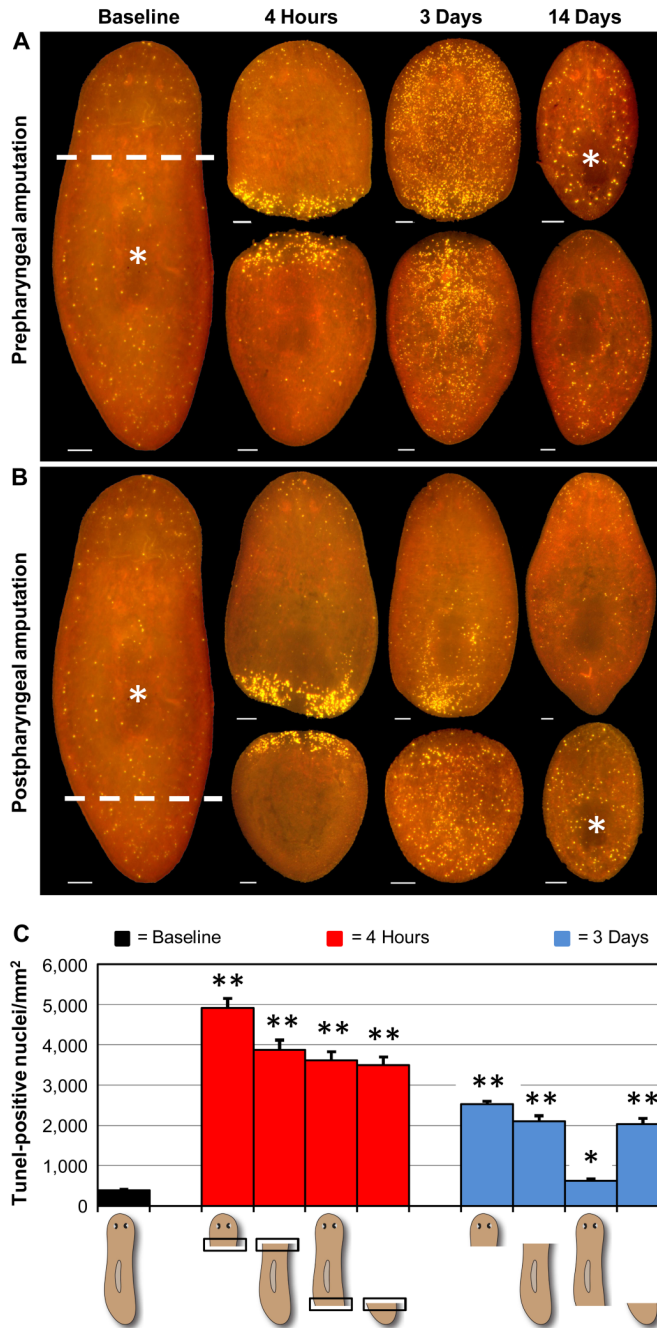 Baseline 4 Hours 3 Days 14 Days
A
Prepharyngeal amputation
*
*
B
Postpharyngeal amputation
*
*
C
= Baseline = 4 Hours = 3 Days
Tunel-positive nuclei/mm²
6,000
5,000
4,000
3,000
2,000
1,000
0
** ** ** ** ** ** * **